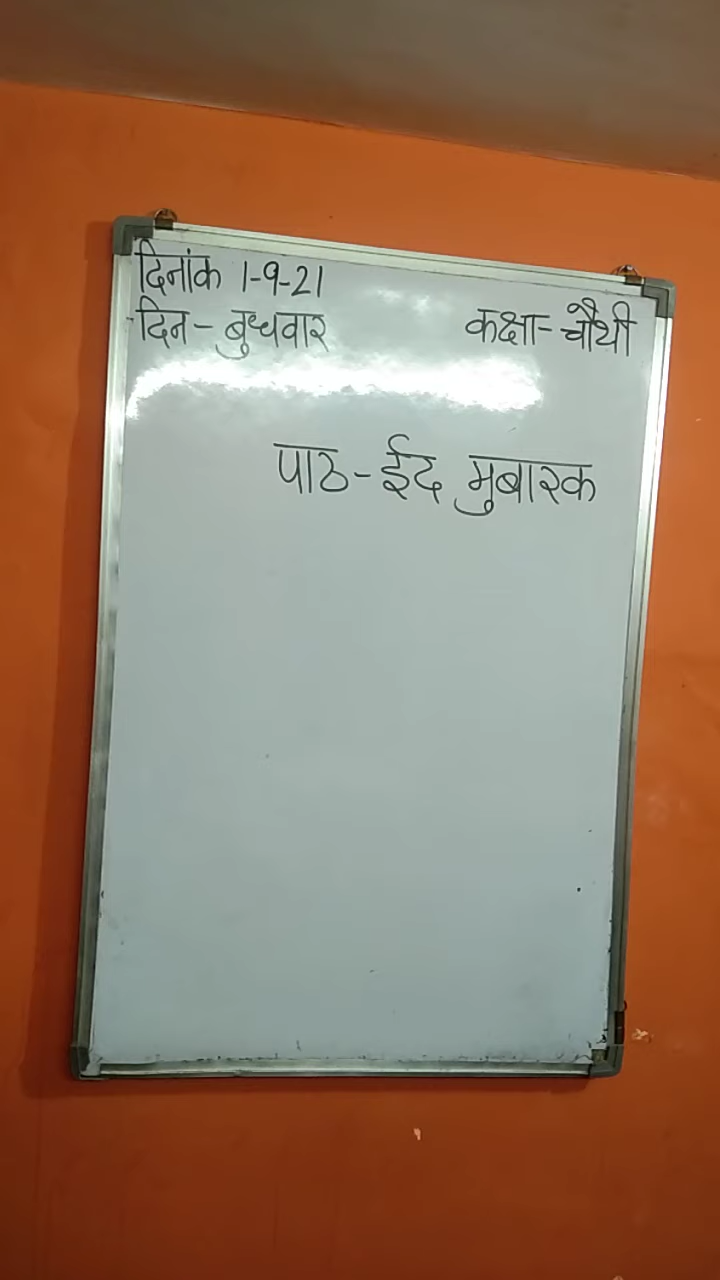 दिनांक 1-9-21
दिन - बुधवार कक्षा - चौथी
पाठ - ईद मुबारक